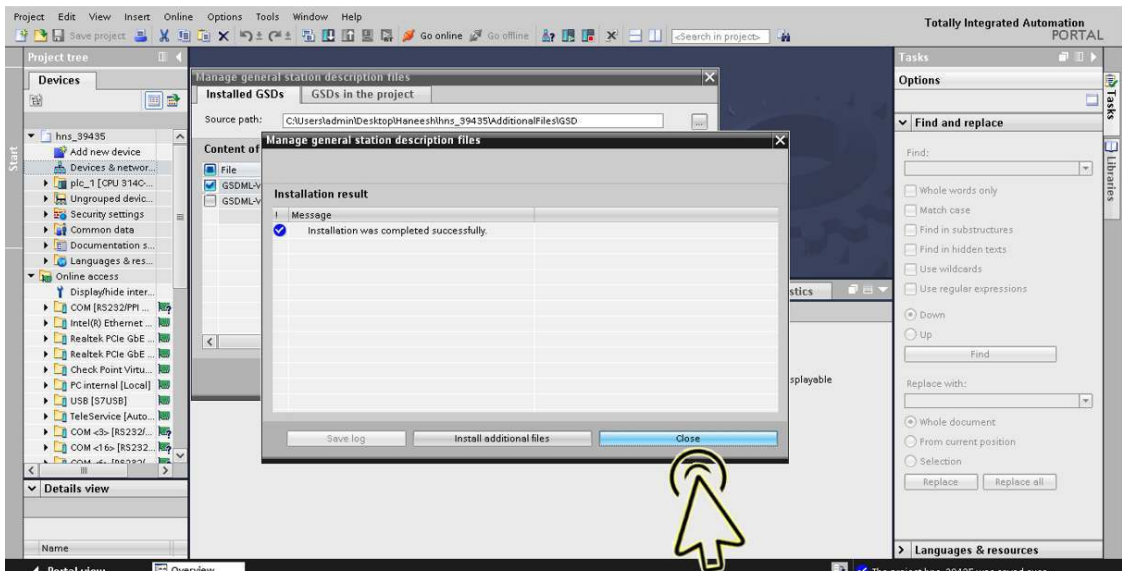 Project Edit View Insert Online Options Tools Window Help
Totally Integrated Automation
PORTAL
Save project Go online Go offline <Search in project>
Project tree
Devices
Start
hns_39435
Add new device
Devices & networ...
plc_1 [CPU 314C-...
Ungrouped devic...
Security settings
Common data
Documentation s...
Languages & res...
Online access
Display/hide inter...
COM [RS232/PPI ...
Intel(R) Ethernet ...
Realtek PCIe GbE ...
Realtek PCIe GbE ...
Check Point Virtu...
PC internal [Local]
USB [S7USB]
TeleService [Auto...
COM <3> [RS232/...
COM <16> [RS232...
Details view
Name
Manage general station description files
Installed GSDs GSDs in the project
Source path: C:\Users\admin\Desktop\Haneesh\hns_39435\AdditionalFiles\GSD
Content of
File
GSDML-V
GSDML-V
Manage general station description files
Installation result
! Message
Installation was completed successfully.
Save log Install additional files Close
stics
splayable
Tasks
Options
Find and replace
Find:
Whole words only
Match case
Find in substructures
Find in hidden texts
Use wildcards
Use regular expressions
Down
Up
Find
Replace with:
Whole document
From current position
Selection
Replace Replace all
Languages & resources
Tasks
Libraries
Portal view Overview
The project hns_39435 was saved succ...